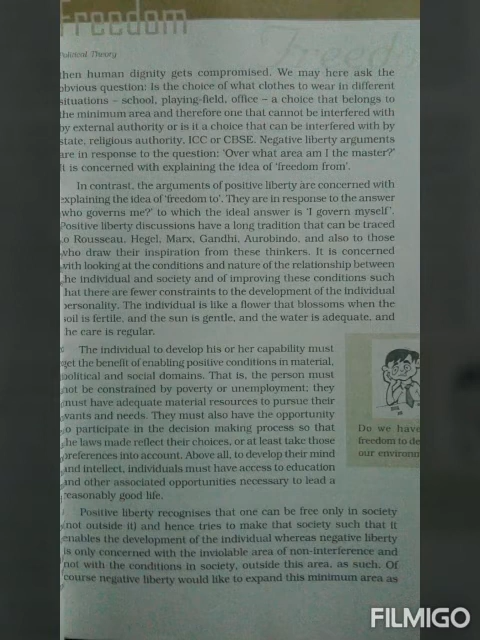 Freedom
Political Theory
then human dignity gets compromised. We may here ask the
obvious question: Is the choice of what clothes to wear in different
situations – school, playing-field, office – a choice that belongs to
the minimum area and therefore one that cannot be interfered with
by external authority or is it a choice that can be interfered with by
state, religious authority, ICC or CBSE. Negative liberty arguments
are in response to the question: 'Over what area am I the master?'
It is concerned with explaining the idea of 'freedom from'.
In contrast, the arguments of positive liberty are concerned with
explaining the idea of 'freedom to'. They are in response to the answer
who governs me?' to which the ideal answer is 'I govern myself'.
Positive liberty discussions have a long tradition that can be traced
to Rousseau, Hegel, Marx, Gandhi, Aurobindo, and also to those
who draw their inspiration from these thinkers. It is concerned
with looking at the conditions and nature of the relationship between
the individual and society and of improving these conditions such
hat there are fewer constraints to the development of the individual
personality. The individual is like a flower that blossoms when the
soil is fertile, and the sun is gentle, and the water is adequate, and
he care is regular.
The individual to develop his or her capability must
get the benefit of enabling positive conditions in material,
political and social domains. That is, the person must
not be constrained by poverty or unemployment; they
must have adequate material resources to pursue their
wants and needs. They must also have the opportunity
to participate in the decision making process so that
he laws made reflect their choices, or at least take those
preferences into account. Above all, to develop their mind
and intellect, individuals must have access to education
and other associated opportunities necessary to lead a
reasonably good life.
Do we have
freedom to de
our environm
Positive liberty recognises that one can be free only in society
(not outside it) and hence tries to make that society such that it
enables the development of the individual whereas negative liberty
is only concerned with the inviolable area of non-interference and
not with the conditions in society, outside this area, as such. Of
course negative liberty would like to expand this minimum area as
FILMIGO